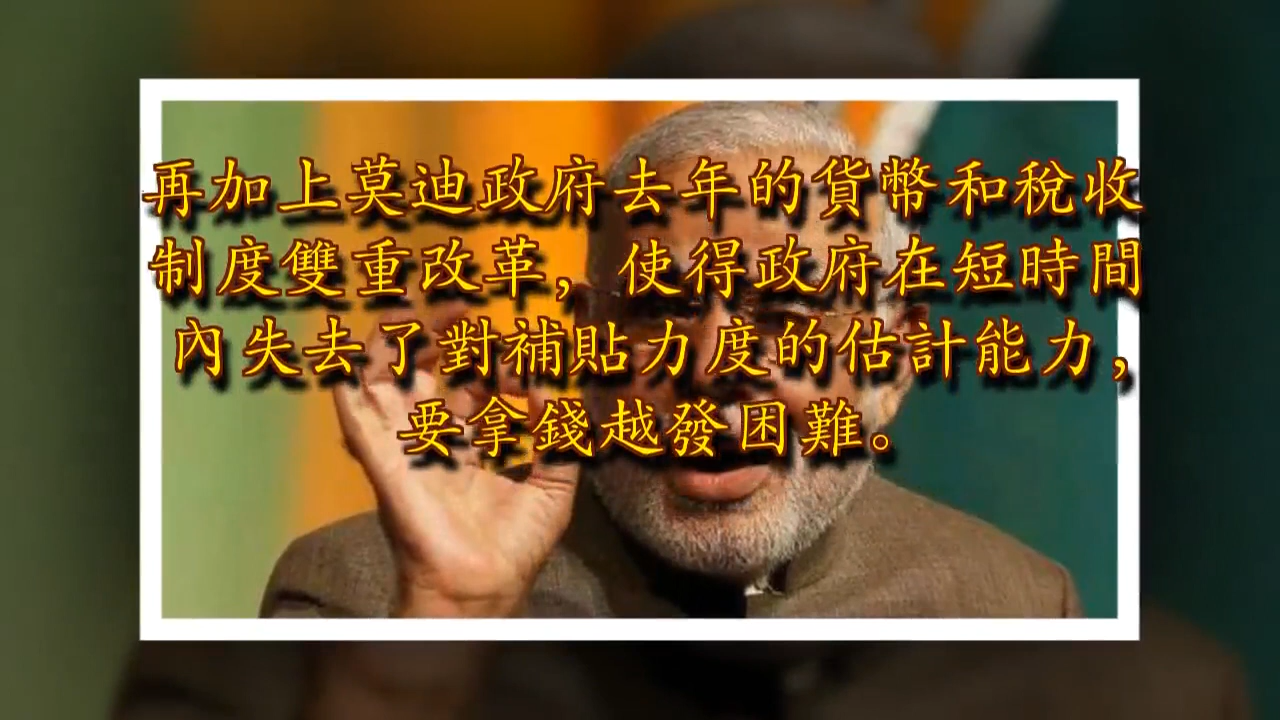 再加上莫迪政府去年的貨幣和稅收
制度雙重改革，使得政府在短時間
內失去了對補貼力度的估計能力，
要拿錢越發困難。